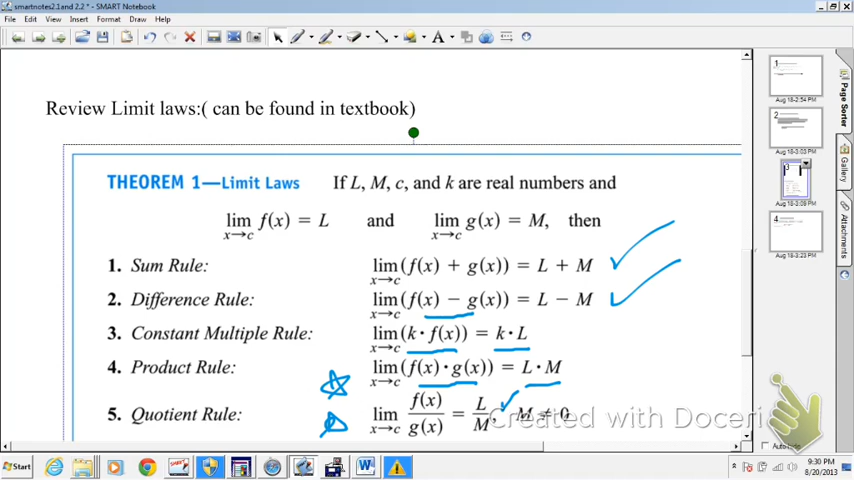 smartnotes2.1and 2.2 * - SMART Notebook
File Edit View Insert Format Draw Help
Review Limit laws:( can be found in textbook)
THEOREM 1—Limit Laws If L, M, c, and k are real numbers and
lim x→c f(x) = L and lim x→c g(x) = M, then
1. Sum Rule: lim x→c (f(x) + g(x)) = L + M
2. Difference Rule: lim x→c (f(x) − g(x)) = L − M
3. Constant Multiple Rule: lim x→c (k · f(x)) = k · L
4. Product Rule: lim x→c (f(x) · g(x)) = L · M
5. Quotient Rule: lim x→c f(x)/g(x) = L/M, M ≠ 0
Created with Doceri
1
Aug 18-2:54 PM
2
Aug 18-3:03 PM
3
Aug 18-3:09 PM
4
Aug 18-3:23 PM
Page Sorter
Gallery
Attachments
Auto-hide
Start
9:30 PM
8/20/2013